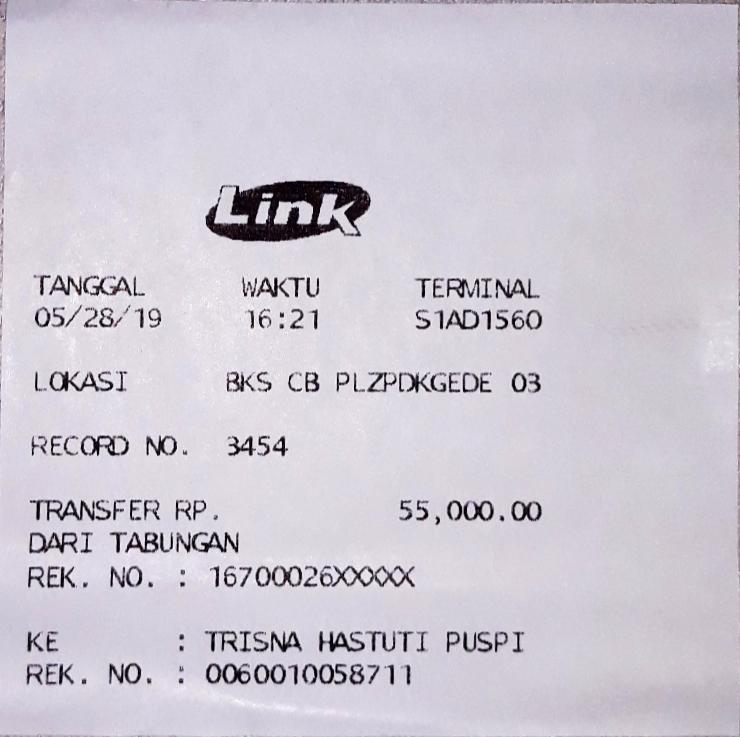 Link
TANGGAL WAKTU TERMINAL
05/28/19 16:21 S1AD1560
LOKASI BKS CB PLZPDKGEDE 03
RECORD NO. 3454
TRANSFER RP. 55,000.00
DARI TABUNGAN
REK. NO. : 16700026XXXXX
KE : TRISNA HASTUTI PUSPI
REK. NO. : 0060010058711